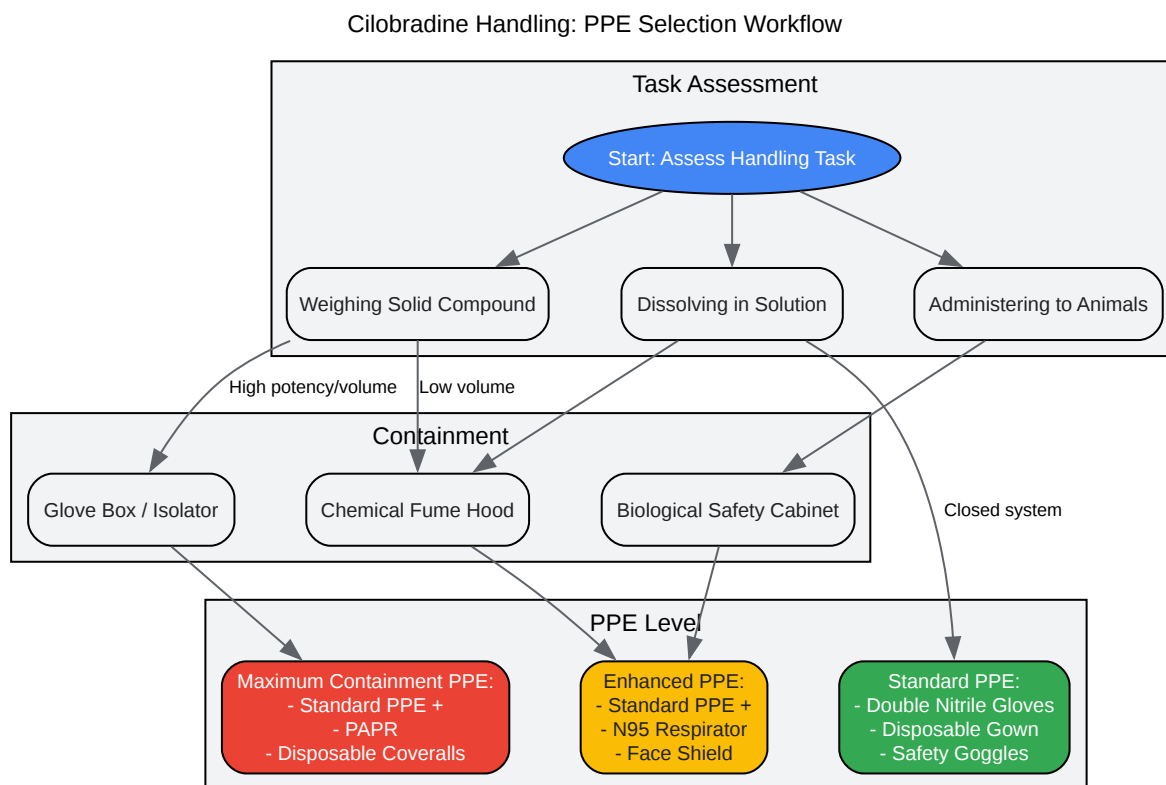 Cilobradine Handling: PPE Selection Workflow
Task Assessment
Start: Assess Handling Task
Weighing Solid Compound
Dissolving in Solution
Administering to Animals
High potency/volume
Low volume
Containment
Glove Box / Isolator
Chemical Fume Hood
Biological Safety Cabinet
Closed system
PPE Level
Maximum Containment PPE:
- Standard PPE +
- PAPR
- Disposable Coveralls
Enhanced PPE:
- Standard PPE +
- N95 Respirator
- Face Shield
Standard PPE:
- Double Nitrile Gloves
- Disposable Gown
- Safety Goggles